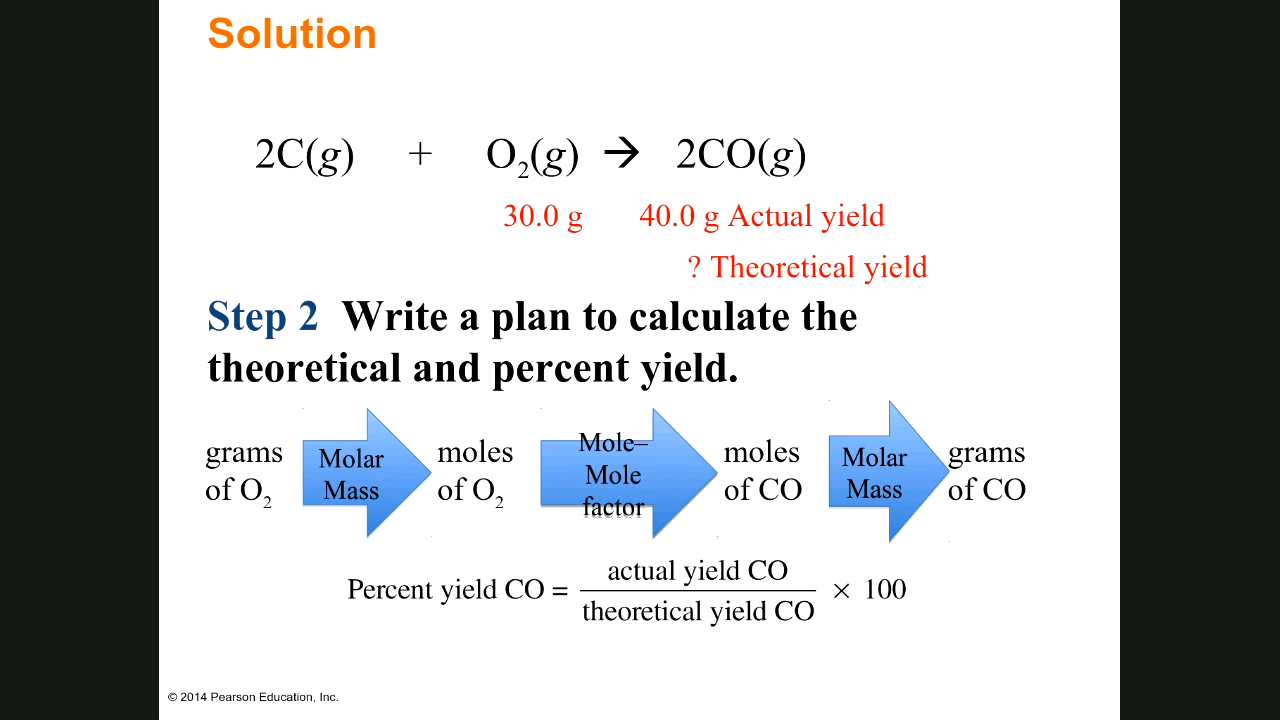 Solution
2C(g) + O₂(g) → 2CO(g)
30.0 g 40.0 g Actual yield
? Theoretical yield
Step 2 Write a plan to calculate the
theoretical and percent yield.
grams
of O₂
Molar
Mass
moles
of O₂
Mole–
Mole
factor
moles
of CO
Molar
Mass
grams
of CO
Percent yield CO = actual yield CO / theoretical yield CO × 100
© 2014 Pearson Education, Inc.